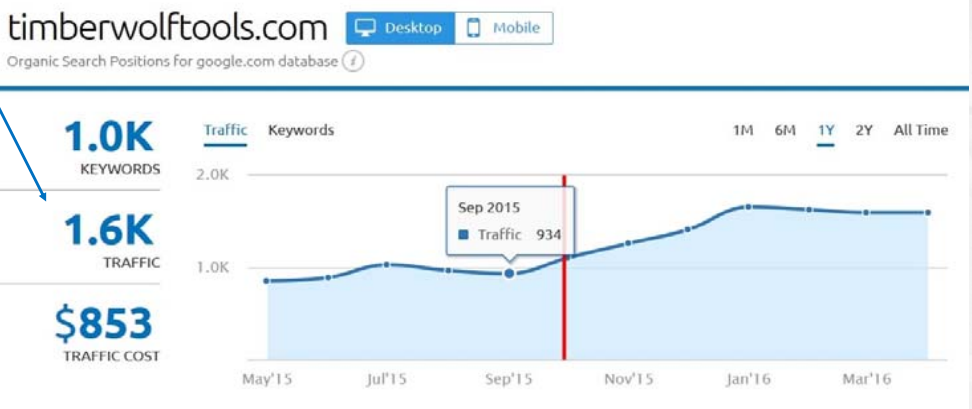 timberwolftools.com Desktop Mobile
Organic Search Positions for google.com database i
1.0K
KEYWORDS
1.6K
TRAFFIC
$853
TRAFFIC COST
Traffic Keywords 1M 6M 1Y 2Y All Time
2.0K
Sep 2015
Traffic 934
1.0K
May'15 Jul'15 Sep'15 Nov'15 Jan'16 Mar'16